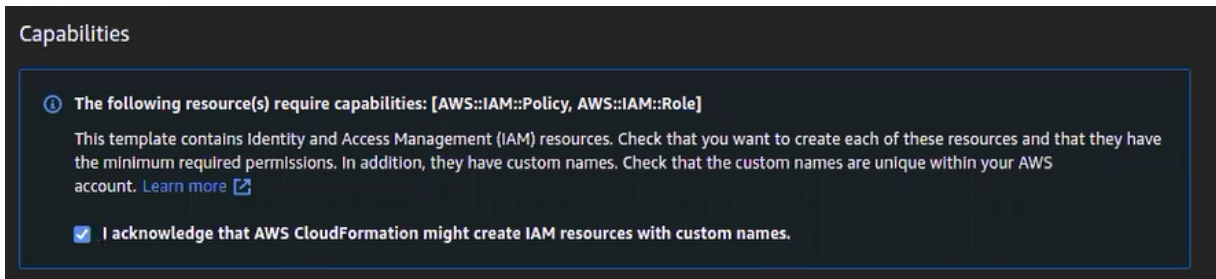 Capabilities
The following resource(s) require capabilities: [AWS::IAM::Policy, AWS::IAM::Role]
This template contains Identity and Access Management (IAM) resources. Check that you want to create each of these resources and that they have
the minimum required permissions. In addition, they have custom names. Check that the custom names are unique within your AWS
account. Learn more
I acknowledge that AWS CloudFormation might create IAM resources with custom names.